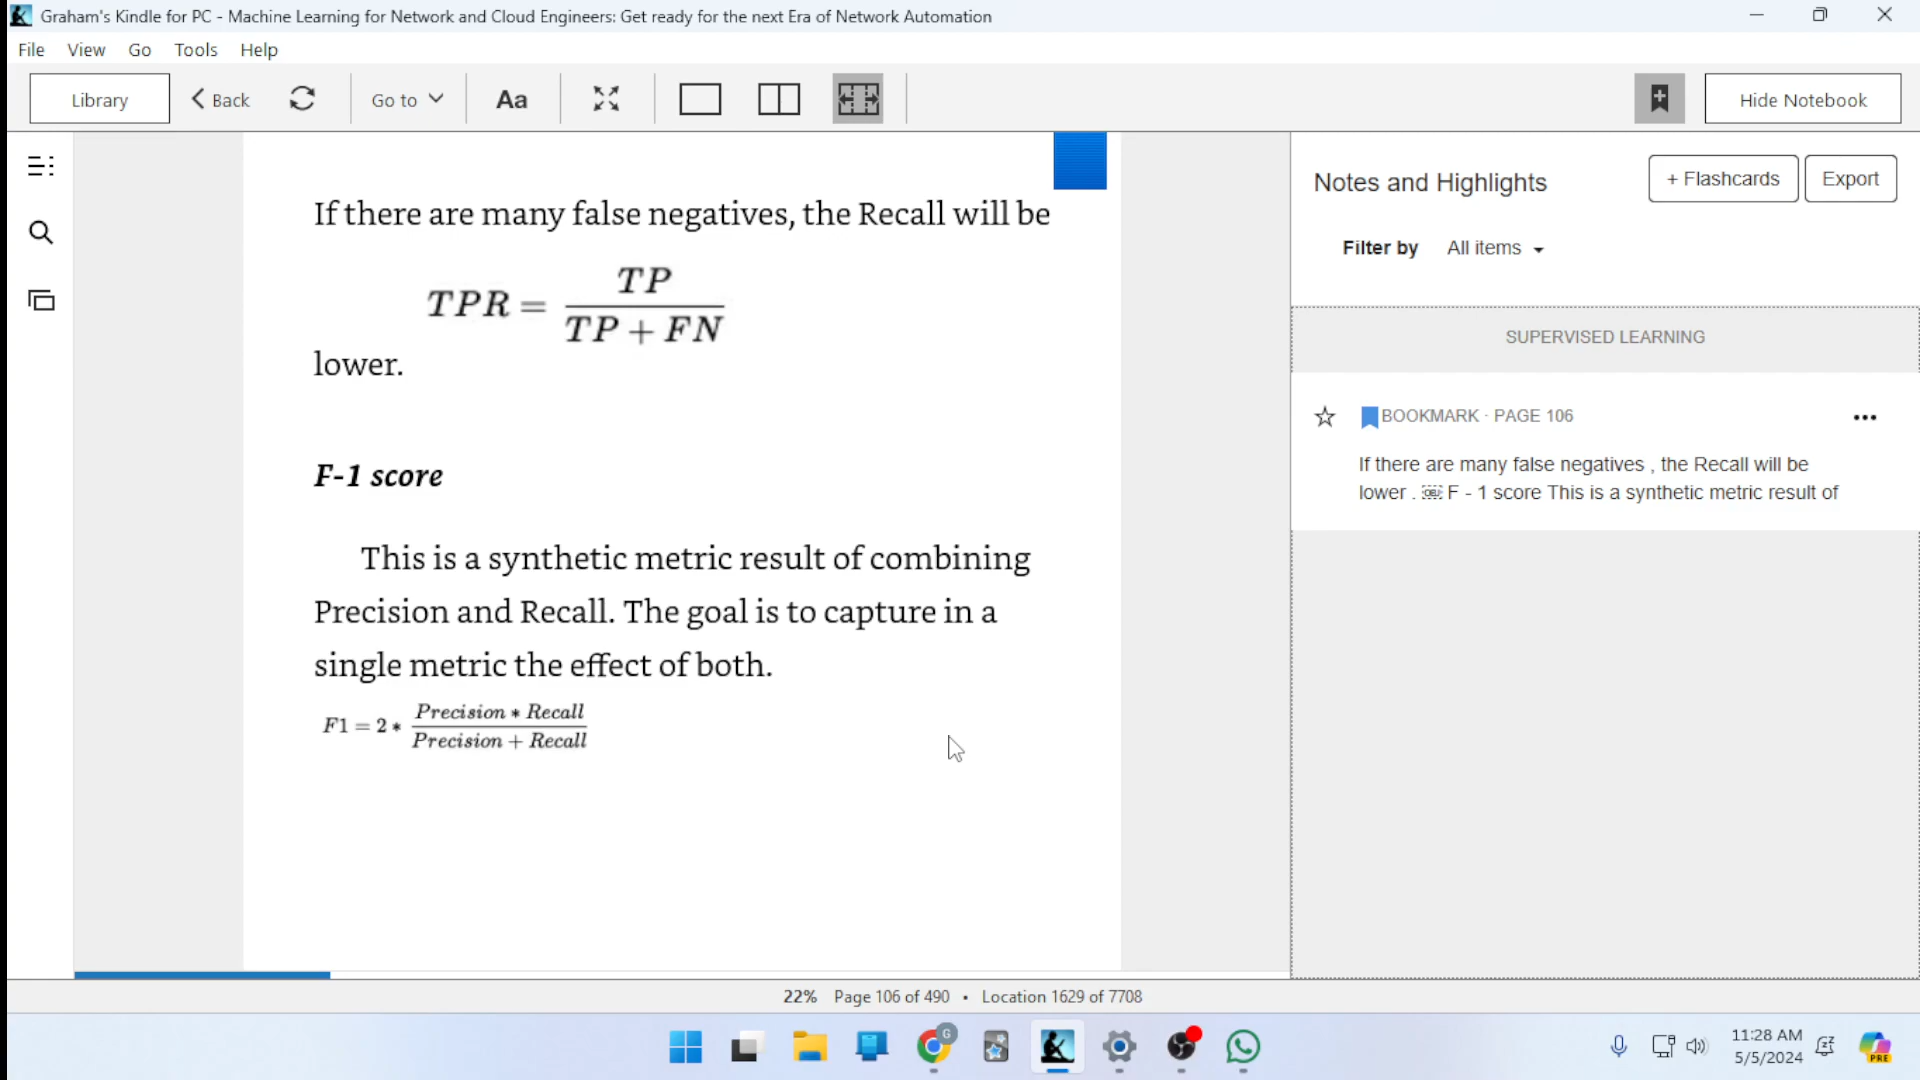 Graham's Kindle for PC - Machine Learning for Network and Cloud Engineers: Get ready for the next Era of Network Automation
File View Go Tools Help
Library Back Go to Aa Hide Notebook
If there are many false negatives, the Recall will be
TPR = TP / TP + FN
lower.
F-1 score
This is a synthetic metric result of combining
Precision and Recall. The goal is to capture in a
single metric the effect of both.
F1 = 2 * Precision * Recall / Precision + Recall
Notes and Highlights + Flashcards Export
Filter by All items
SUPERVISED LEARNING
BOOKMARK · PAGE 106
If there are many false negatives , the Recall will be
lower . OBJ F - 1 score This is a synthetic metric result of
22% Page 106 of 490 • Location 1629 of 7708
G
11:28 AM
5/5/2024
PRE